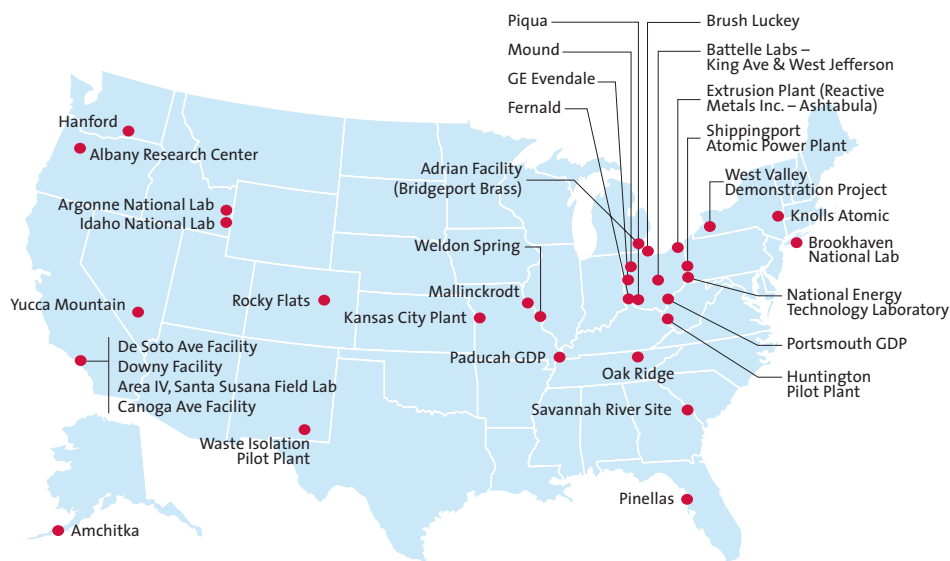 Piqua
Mound
GE Evendale
Fernald
Brush Luckey
Battelle Labs –
King Ave & West Jefferson
Extrusion Plant (Reactive
Metals Inc. – Ashtabula)
Shippingport
Atomic Power Plant
West Valley
Demonstration Project
Knolls Atomic
Brookhaven
National Lab
National Energy
Technology Laboratory
Portsmouth GDP
Huntington
Pilot Plant
Hanford
Albany Research Center
Adrian Facility
(Bridgeport Brass)
Argonne National Lab
Idaho National Lab
Weldon Spring
Mallinckrodt
Yucca Mountain
Rocky Flats
Kansas City Plant
De Soto Ave Facility
Downy Facility
Area IV, Santa Susana Field Lab
Canoga Ave Facility
Paducah GDP
Oak Ridge
Savannah River Site
Waste Isolation
Pilot Plant
Pinellas
Amchitka